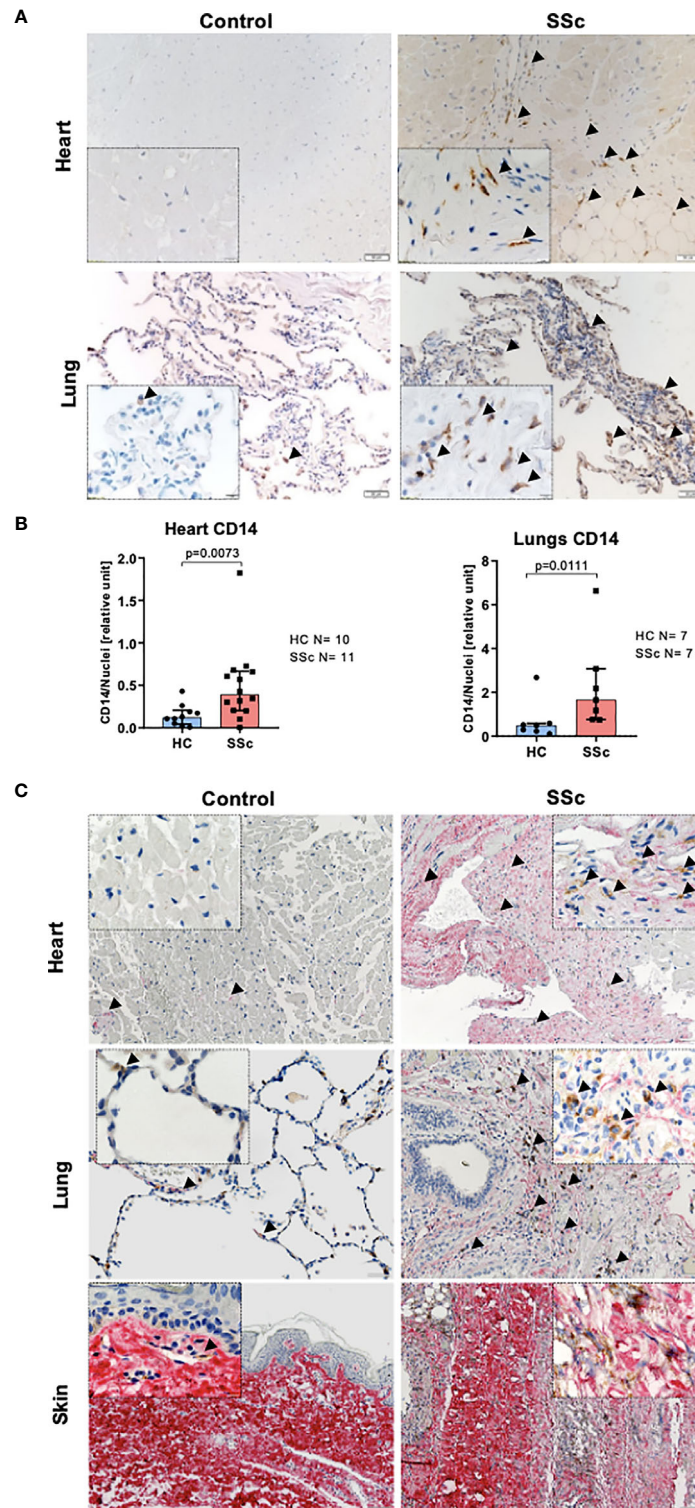 A
Control
SSc
Heart
Lung
B
Heart CD14
p=0.0073
CD14/Nuclei [relative unit]
2.0
1.5
1.0
0.5
0.0
HC
SSc
HC N= 10
SSc N= 11
Lungs CD14
p=0.0111
CD14/Nuclei [relative unit]
8
6
4
2
0
HC
SSc
HC N= 7
SSc N= 7
C
Control
SSc
Heart
Lung
Skin